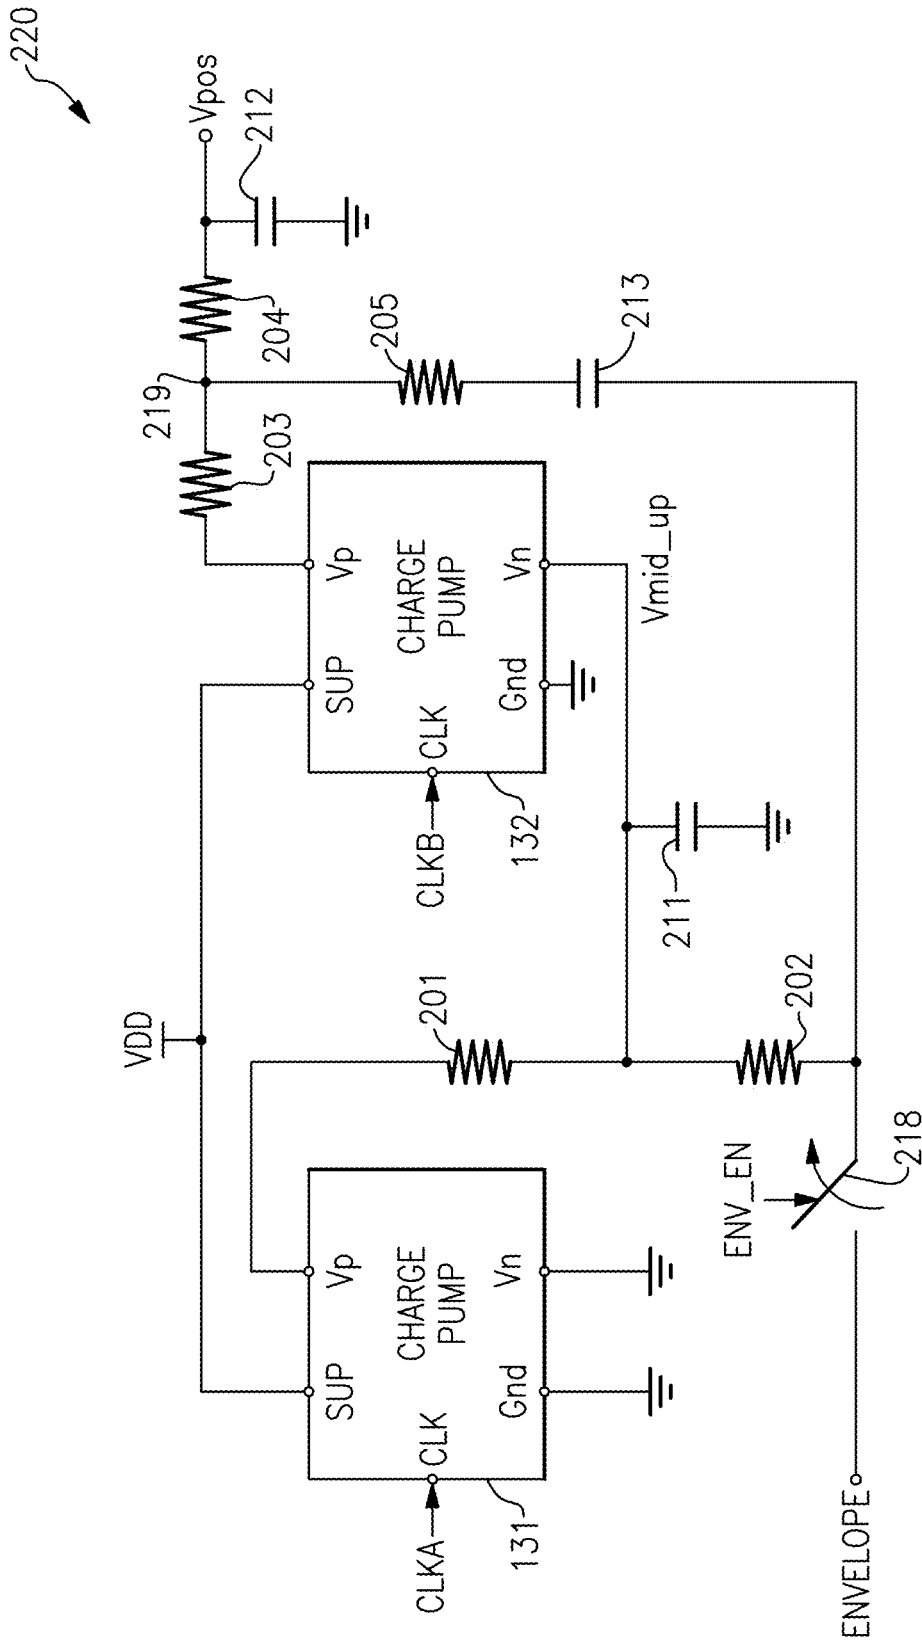 220
VDD
Vpos
212
204
219
203
205
213
SUP
Vp
CHARGE
PUMP
CLK
Gnd
Vn
CLKA
131
201
SUP
Vp
CHARGE
PUMP
CLK
Gnd
Vn
CLKB
132
Vmid_up
211
202
ENV_EN
218
ENVELOPE